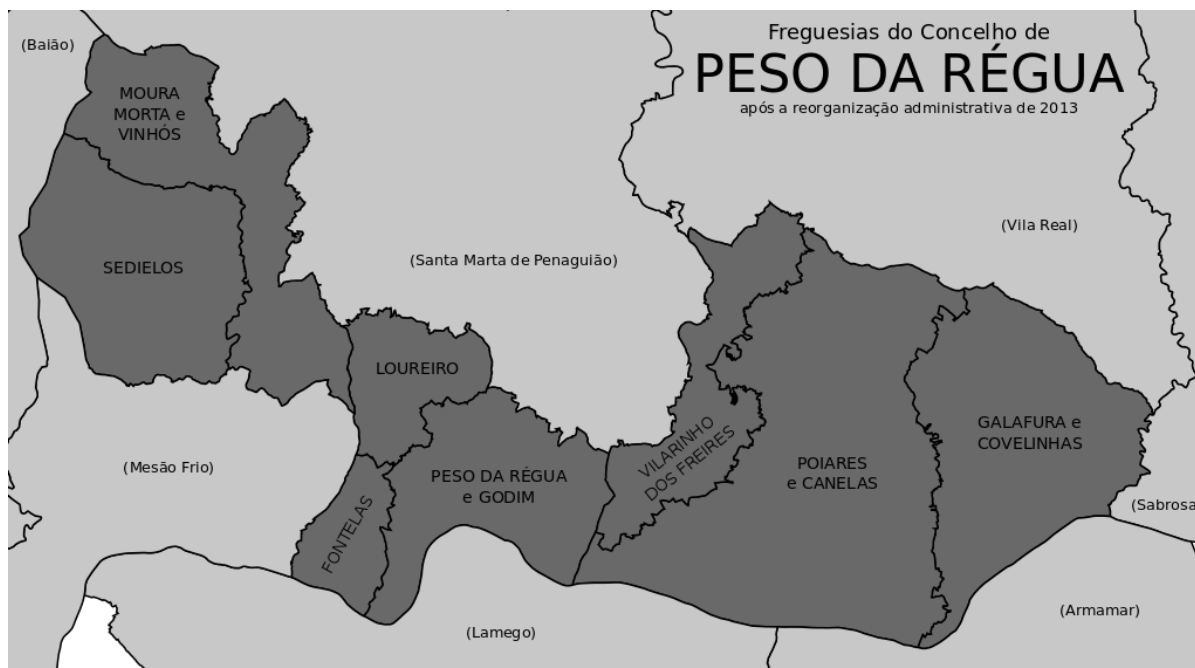 Freguesias do Concelho de
PESO DA RÉGUA
após a reorganização administrativa de 2013
(Baião)
MOURA
MORTA e
VINHÓS
(Vila Real)
(Santa Marta de Penaguião)
SEDIELOS
LOUREIRO
GALAFURA e
COVELINHAS
VILARINHO
DOS FREIRES
(Mesão Frio)
PESO DA RÉGUA
e GODIM
POIARES
e CANELAS
(Sabrosa
FONTELAS
(Armamar)
(Lamego)